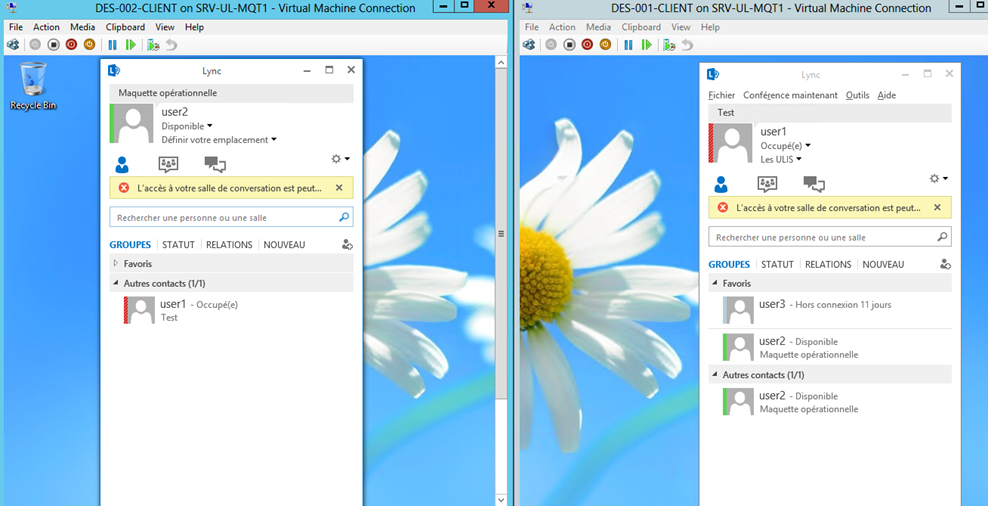 DES-002-CLIENT on SRV-UL-MQT1 - Virtual Machine Connection
File Action Media Clipboard View Help
Recycle Bin
Lync
Maquette opérationnelle
user2
Disponible
Définir votre emplacement
L'accès à votre salle de conversation est peut...
Rechercher une personne ou une salle
GROUPES STATUT RELATIONS NOUVEAU
Favoris
Autres contacts (1/1)
user1 - Occupé(e)
Test
DES-001-CLIENT on SRV-UL-MQT1 - Virtual Machine Connection
File Action Media Clipboard View Help
Lync
Fichier Conférence maintenant Outils Aide
Test
user1
Occupé(e)
Les ULIS
L'accès à votre salle de conversation est peut...
Rechercher une personne ou une salle
GROUPES STATUT RELATIONS NOUVEAU
Favoris
user3 - Hors connexion 11 jours
user2 - Disponible
Maquette opérationnelle
Autres contacts (1/1)
user2 - Disponible
Maquette opérationnelle